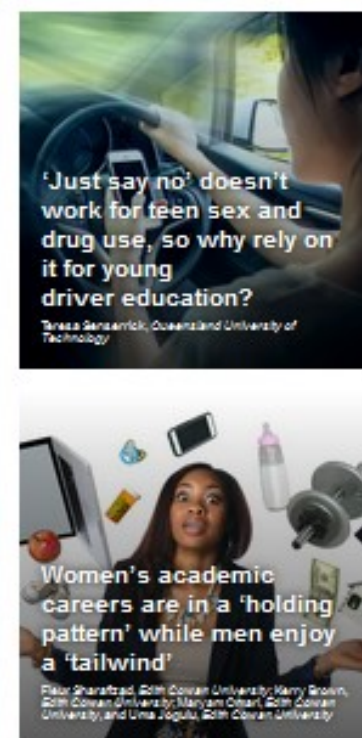 ‘Just say no’ doesn’t
work for teen sex and
drug use, so why rely on
it for young
driver education?
Teresa Senserrick, Queensland University of
Technology
Women’s academic
careers are in a ‘holding
pattern’ while men enjoy
a ‘tailwind’
Fleur Sharafizad, Edith Cowan University; Kerry Brown,
Edith Cowan University; Maryam Omari, Edith Cowan
University, and Uma Jogulu, Edith Cowan University